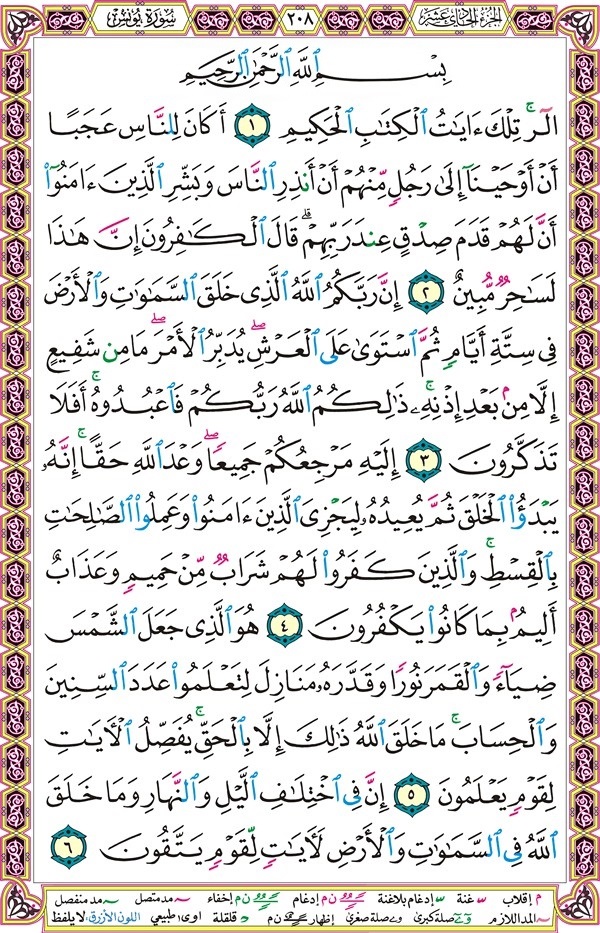 الجزء الحادي عشر ٢٠٨ سورة يونس
بِسْمِ ٱللَّهِ ٱلرَّحْمَٰنِ ٱلرَّحِيمِ
الٓر ۚ تِلْكَ ءَايَٰتُ ٱلْكِتَٰبِ ٱلْحَكِيمِ ١ أَكَانَ لِلنَّاسِ عَجَبًا
أَنْ أَوْحَيْنَآ إِلَىٰ رَجُلٍ مِّنْهُمْ أَنْ أَنذِرِ ٱلنَّاسَ وَبَشِّرِ ٱلَّذِينَ ءَامَنُوٓا۟
أَنَّ لَهُمْ قَدَمَ صِدْقٍ عِندَ رَبِّهِمْ ۗ قَالَ ٱلْكَٰفِرُونَ إِنَّ هَٰذَا
لَسَٰحِرٌ مُّبِينٌ ٢ إِنَّ رَبَّكُمُ ٱللَّهُ ٱلَّذِى خَلَقَ ٱلسَّمَٰوَٰتِ وَٱلْأَرْضَ
فِى سِتَّةِ أَيَّامٍ ثُمَّ ٱسْتَوَىٰ عَلَى ٱلْعَرْشِ ۖ يُدَبِّرُ ٱلْأَمْرَ ۖ مَا مِن شَفِيعٍ
إِلَّا مِنۢ بَعْدِ إِذْنِهِۦ ۚ ذَٰلِكُمُ ٱللَّهُ رَبُّكُمْ فَٱعْبُدُوهُ ۚ أَفَلَا
تَذَكَّرُونَ ٣ إِلَيْهِ مَرْجِعُكُمْ جَمِيعًا ۖ وَعْدَ ٱللَّهِ حَقًّا ۚ إِنَّهُۥ
يَبْدَؤُا۟ ٱلْخَلْقَ ثُمَّ يُعِيدُهُۥ لِيَجْزِىَ ٱلَّذِينَ ءَامَنُوا۟ وَعَمِلُوا۟ ٱلصَّٰلِحَٰتِ
بِٱلْقِسْطِ ۚ وَٱلَّذِينَ كَفَرُوا۟ لَهُمْ شَرَابٌ مِّنْ حَمِيمٍ وَعَذَابٌ
أَلِيمٌۢ بِمَا كَانُوا۟ يَكْفُرُونَ ٤ هُوَ ٱلَّذِى جَعَلَ ٱلشَّمْسَ
ضِيَآءً وَٱلْقَمَرَ نُورًا وَقَدَّرَهُۥ مَنَازِلَ لِتَعْلَمُوا۟ عَدَدَ ٱلسِّنِينَ
وَٱلْحِسَابَ ۚ مَا خَلَقَ ٱللَّهُ ذَٰلِكَ إِلَّا بِٱلْحَقِّ ۚ يُفَصِّلُ ٱلْءَايَٰتِ
لِقَوْمٍ يَعْلَمُونَ ٥ إِنَّ فِى ٱخْتِلَٰفِ ٱلَّيْلِ وَٱلنَّهَارِ وَمَا خَلَقَ
ٱللَّهُ فِى ٱلسَّمَٰوَٰتِ وَٱلْأَرْضِ لَءَايَٰتٍ لِّقَوْمٍ يَتَّقُونَ ٦
م إقلاب غنة إدغام بلاغنة ن م إدغام ن م إخفاء مد متصل مد منفصل
المد اللازم صلة كبرى صلة صغرى إظهار ن م قلقلة اوى طبيعي اللون الأزرق لا يلفظ